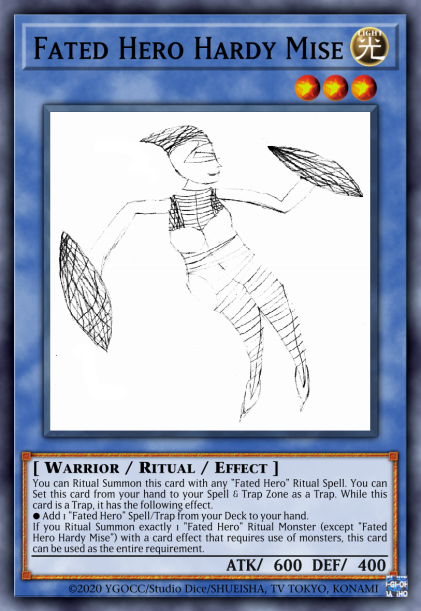 FATED HERO HARDY MISE
LIGHT
光
[ WARRIOR / RITUAL / EFFECT ]
You can Ritual Summon this card with any "Fated Hero" Ritual Spell. You can
Set this card from your hand to your Spell & Trap Zone as a Trap. While this
card is a Trap, it has the following effect.
● Add 1 "Fated Hero" Spell/Trap from your Deck to your hand.
If you Ritual Summon exactly 1 "Fated Hero" Ritual Monster (except "Fated
Hero Hardy Mise") with a card effect that requires use of monsters, this card
can be used as the entire requirement.
ATK/ 600 DEF/ 400
©2020 YGOCC/Studio Dice/SHUEISHA, TV TOKYO, KONAMI